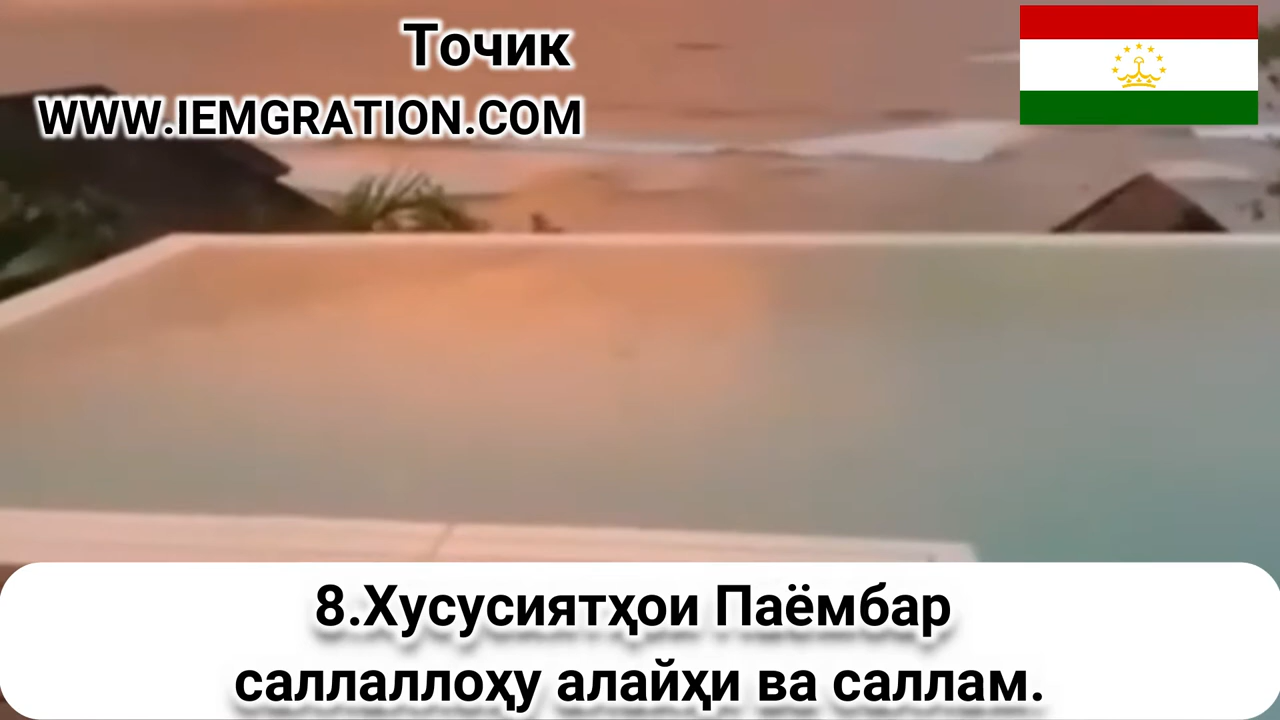 Точик
WWW.IEMGRATION.COM
8.Хусусиятҳои Паёмбар
саллаллоҳу алайҳи ва саллам.